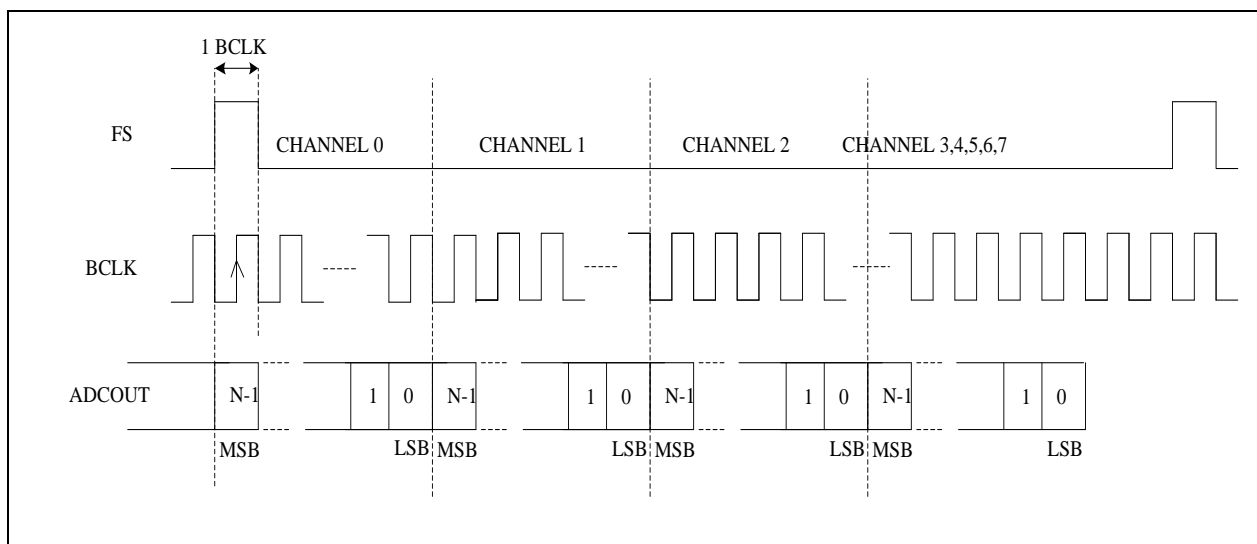 1 BCLK
FS
CHANNEL 0 CHANNEL 1 CHANNEL 2 CHANNEL 3,4,5,6,7
BCLK
ADCOUT
N-1 1 0 N-1 1 0 N-1 1 0 N-1 1 0
MSB LSB MSB LSB MSB LSB MSB LSB